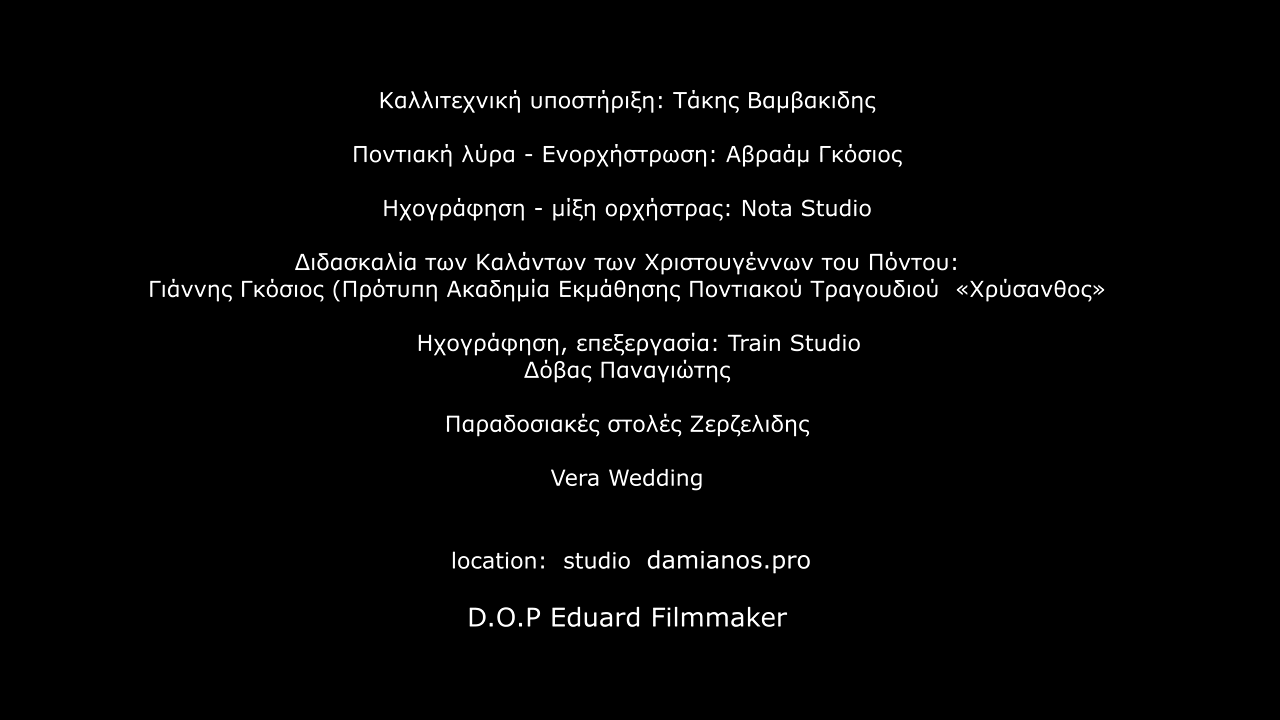 Καλλιτεχνική υποστήριξη: Τάκης Βαμβακιδης
Ποντιακή λύρα - Ενορχήστρωση: Αβραάμ Γκόσιος
Ηχογράφηση - μίξη ορχήστρας: Nota Studio
Διδασκαλία των Καλάντων των Χριστουγέννων του Πόντου:
Γιάννης Γκόσιος (Πρότυπη Ακαδημία Εκμάθησης Ποντιακού Τραγουδιού «Χρύσανθος»
Ηχογράφηση, επεξεργασία: Train Studio
Δόβας Παναγιώτης
Παραδοσιακές στολές Ζερζελιδης
Vera Wedding
location: studio damianos.pro
D.O.P Eduard Filmmaker